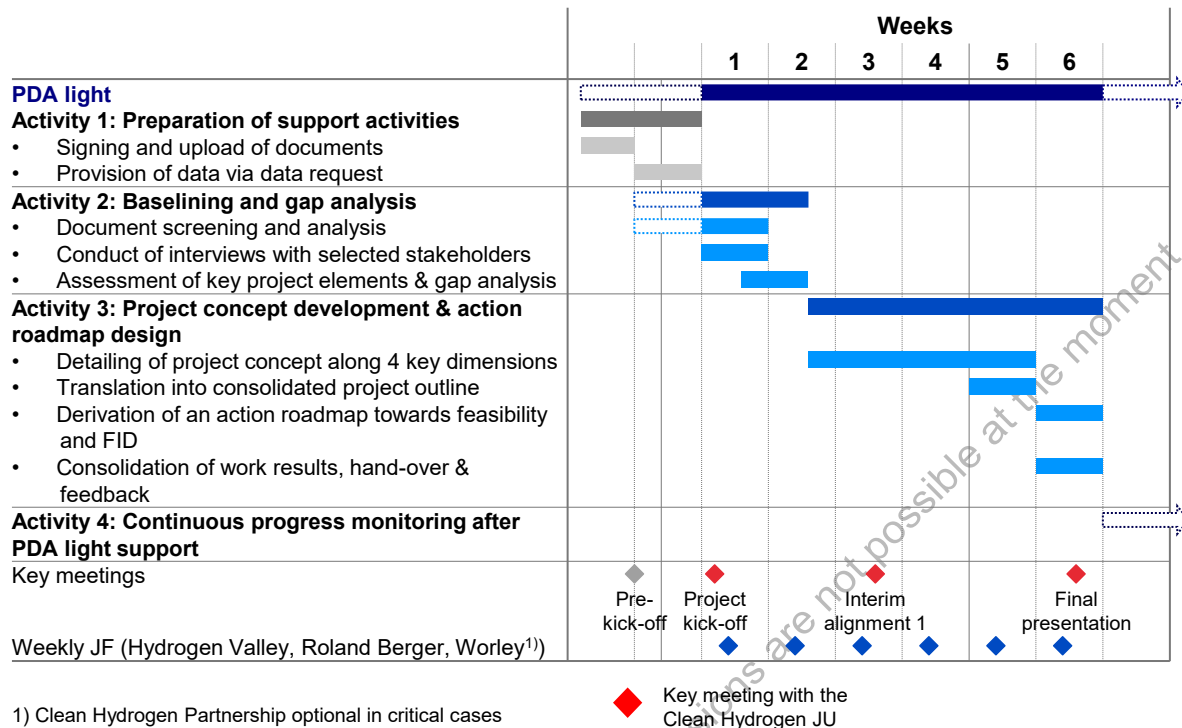 Weeks
1 2 3 4 5 6
PDA light
Activity 1: Preparation of support activities
• Signing and upload of documents
• Provision of data via data request
Activity 2: Baselining and gap analysis
• Document screening and analysis
• Conduct of interviews with selected stakeholders
• Assessment of key project elements & gap analysis
Activity 3: Project concept development & action
roadmap design
• Detailing of project concept along 4 key dimensions
• Translation into consolidated project outline
• Derivation of an action roadmap towards feasibility
and FID
• Consolidation of work results, hand-over &
feedback
Activity 4: Continuous progress monitoring after
PDA light support
Key meetings
Pre-
kick-off
Project
kick-off
Interim
alignment 1
Final
presentation
Weekly JF (Hydrogen Valley, Roland Berger, Worley1))
1) Clean Hydrogen Partnership optional in critical cases
Key meeting with the
Clean Hydrogen JU
are not possible at the moment